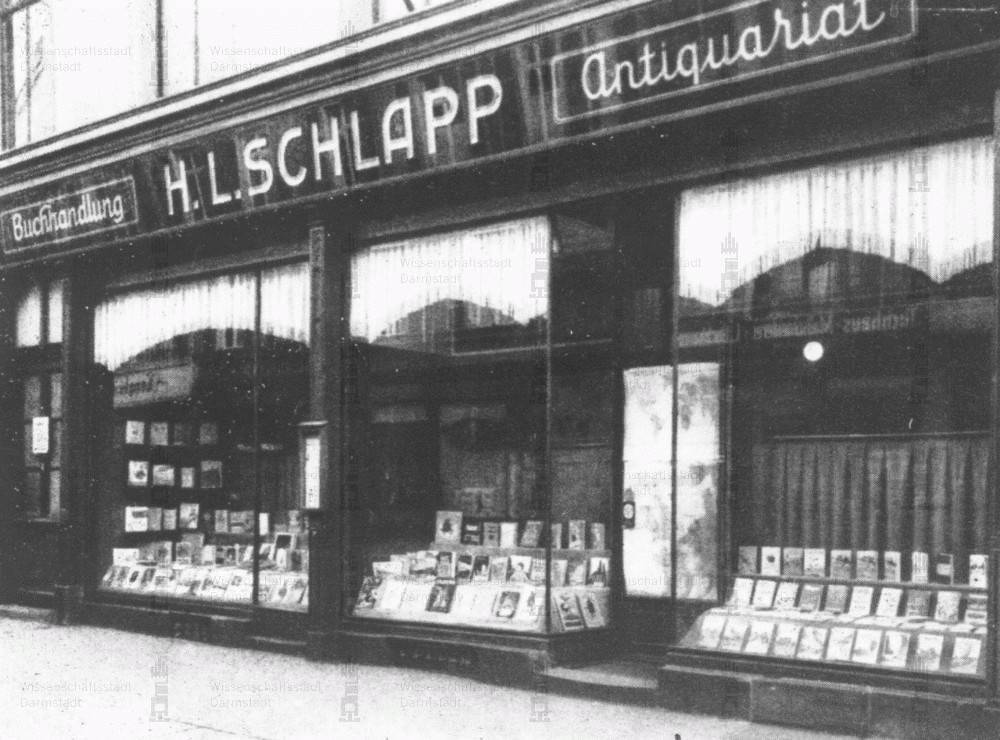 Buchhandlung
H. L. SCHLAPP
Antiquariat
Wissenschaftsstadt
Darmstadt